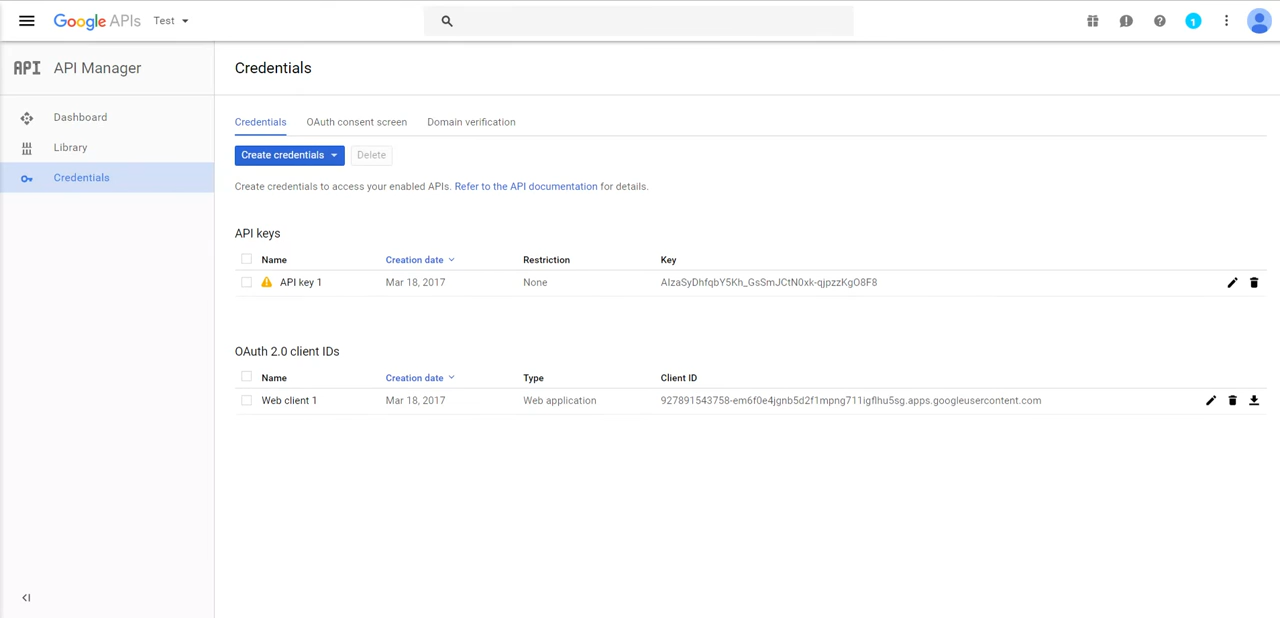 Google APIs Test
1
API API Manager
Credentials
Dashboard
Library
Credentials
Credentials OAuth consent screen Domain verification
Create credentials Delete
Create credentials to access your enabled APIs. Refer to the API documentation for details.
API keys
Name Creation date Restriction Key
API key 1 Mar 18, 2017 None AIzaSyDhfqbY5Kh_GsSmJCtN0xk-qjpzzKgO8F8
OAuth 2.0 client IDs
Name Creation date Type Client ID
Web client 1 Mar 18, 2017 Web application 927891543758-em6f0e4jgnb5d2f1mpng711igflhu5sg.apps.googleusercontent.com